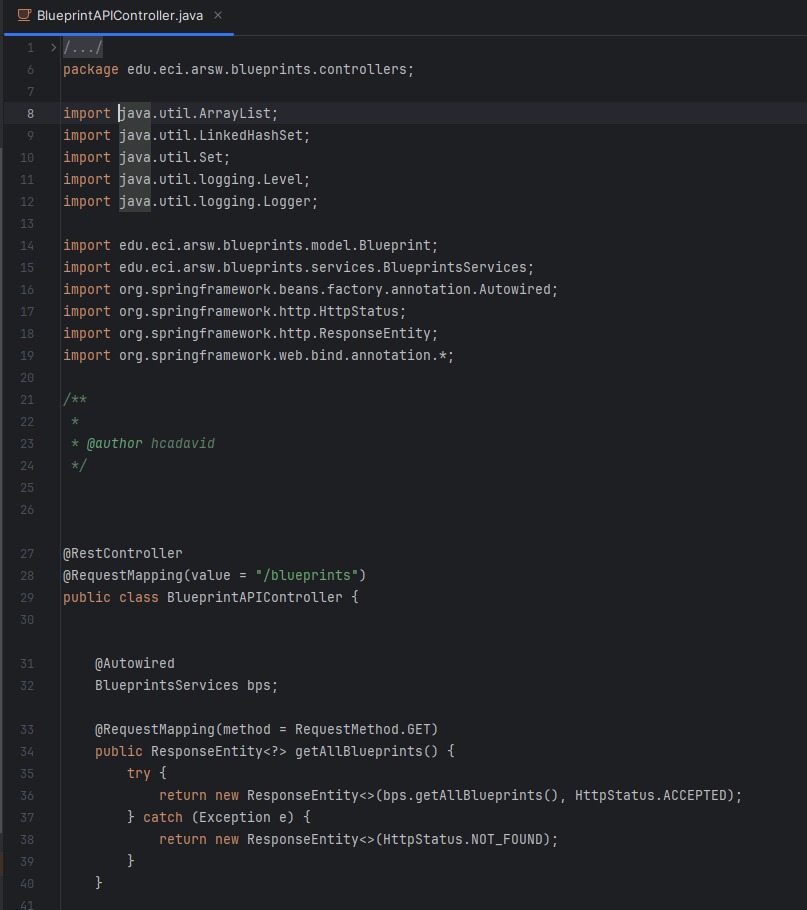 BlueprintAPIController.java ×
1 /.../
6 package edu.eci.arsw.blueprints.controllers;
7
8 import java.util.ArrayList;
9 import java.util.LinkedHashSet;
10 import java.util.Set;
11 import java.util.logging.Level;
12 import java.util.logging.Logger;
13
14 import edu.eci.arsw.blueprints.model.Blueprint;
15 import edu.eci.arsw.blueprints.services.BlueprintsServices;
16 import org.springframework.beans.factory.annotation.Autowired;
17 import org.springframework.http.HttpStatus;
18 import org.springframework.http.ResponseEntity;
19 import org.springframework.web.bind.annotation.*;
20
21 /**
22  *
23  * @author hcadavid
24  */
25
26
27 @RestController
28 @RequestMapping(value = "/blueprints")
29 public class BlueprintAPIController {
30
31     @Autowired
32     BlueprintsServices bps;
33     @RequestMapping(method = RequestMethod.GET)
34     public ResponseEntity<?> getAllBlueprints() {
35         try {
36             return new ResponseEntity<>(bps.getAllBlueprints(), HttpStatus.ACCEPTED);
37         } catch (Exception e) {
38             return new ResponseEntity<>(HttpStatus.NOT_FOUND);
39         }
40     }
41